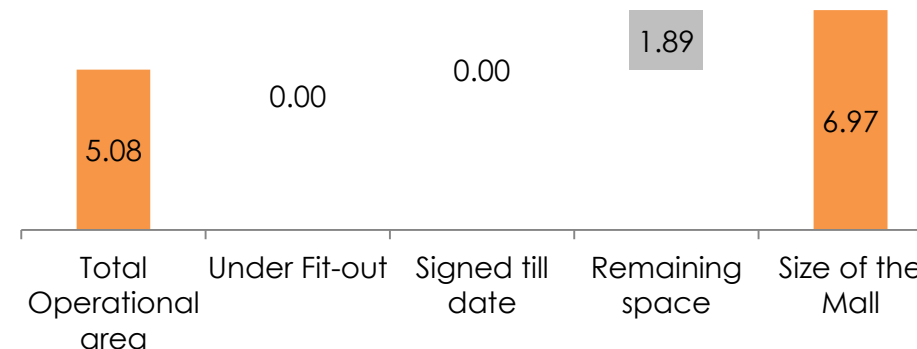 1.89
0.00
0.00
6.97
5.08
Total
Operational
area
Under Fit-out
Signed till
date
Remaining
space
Size of the
Mall